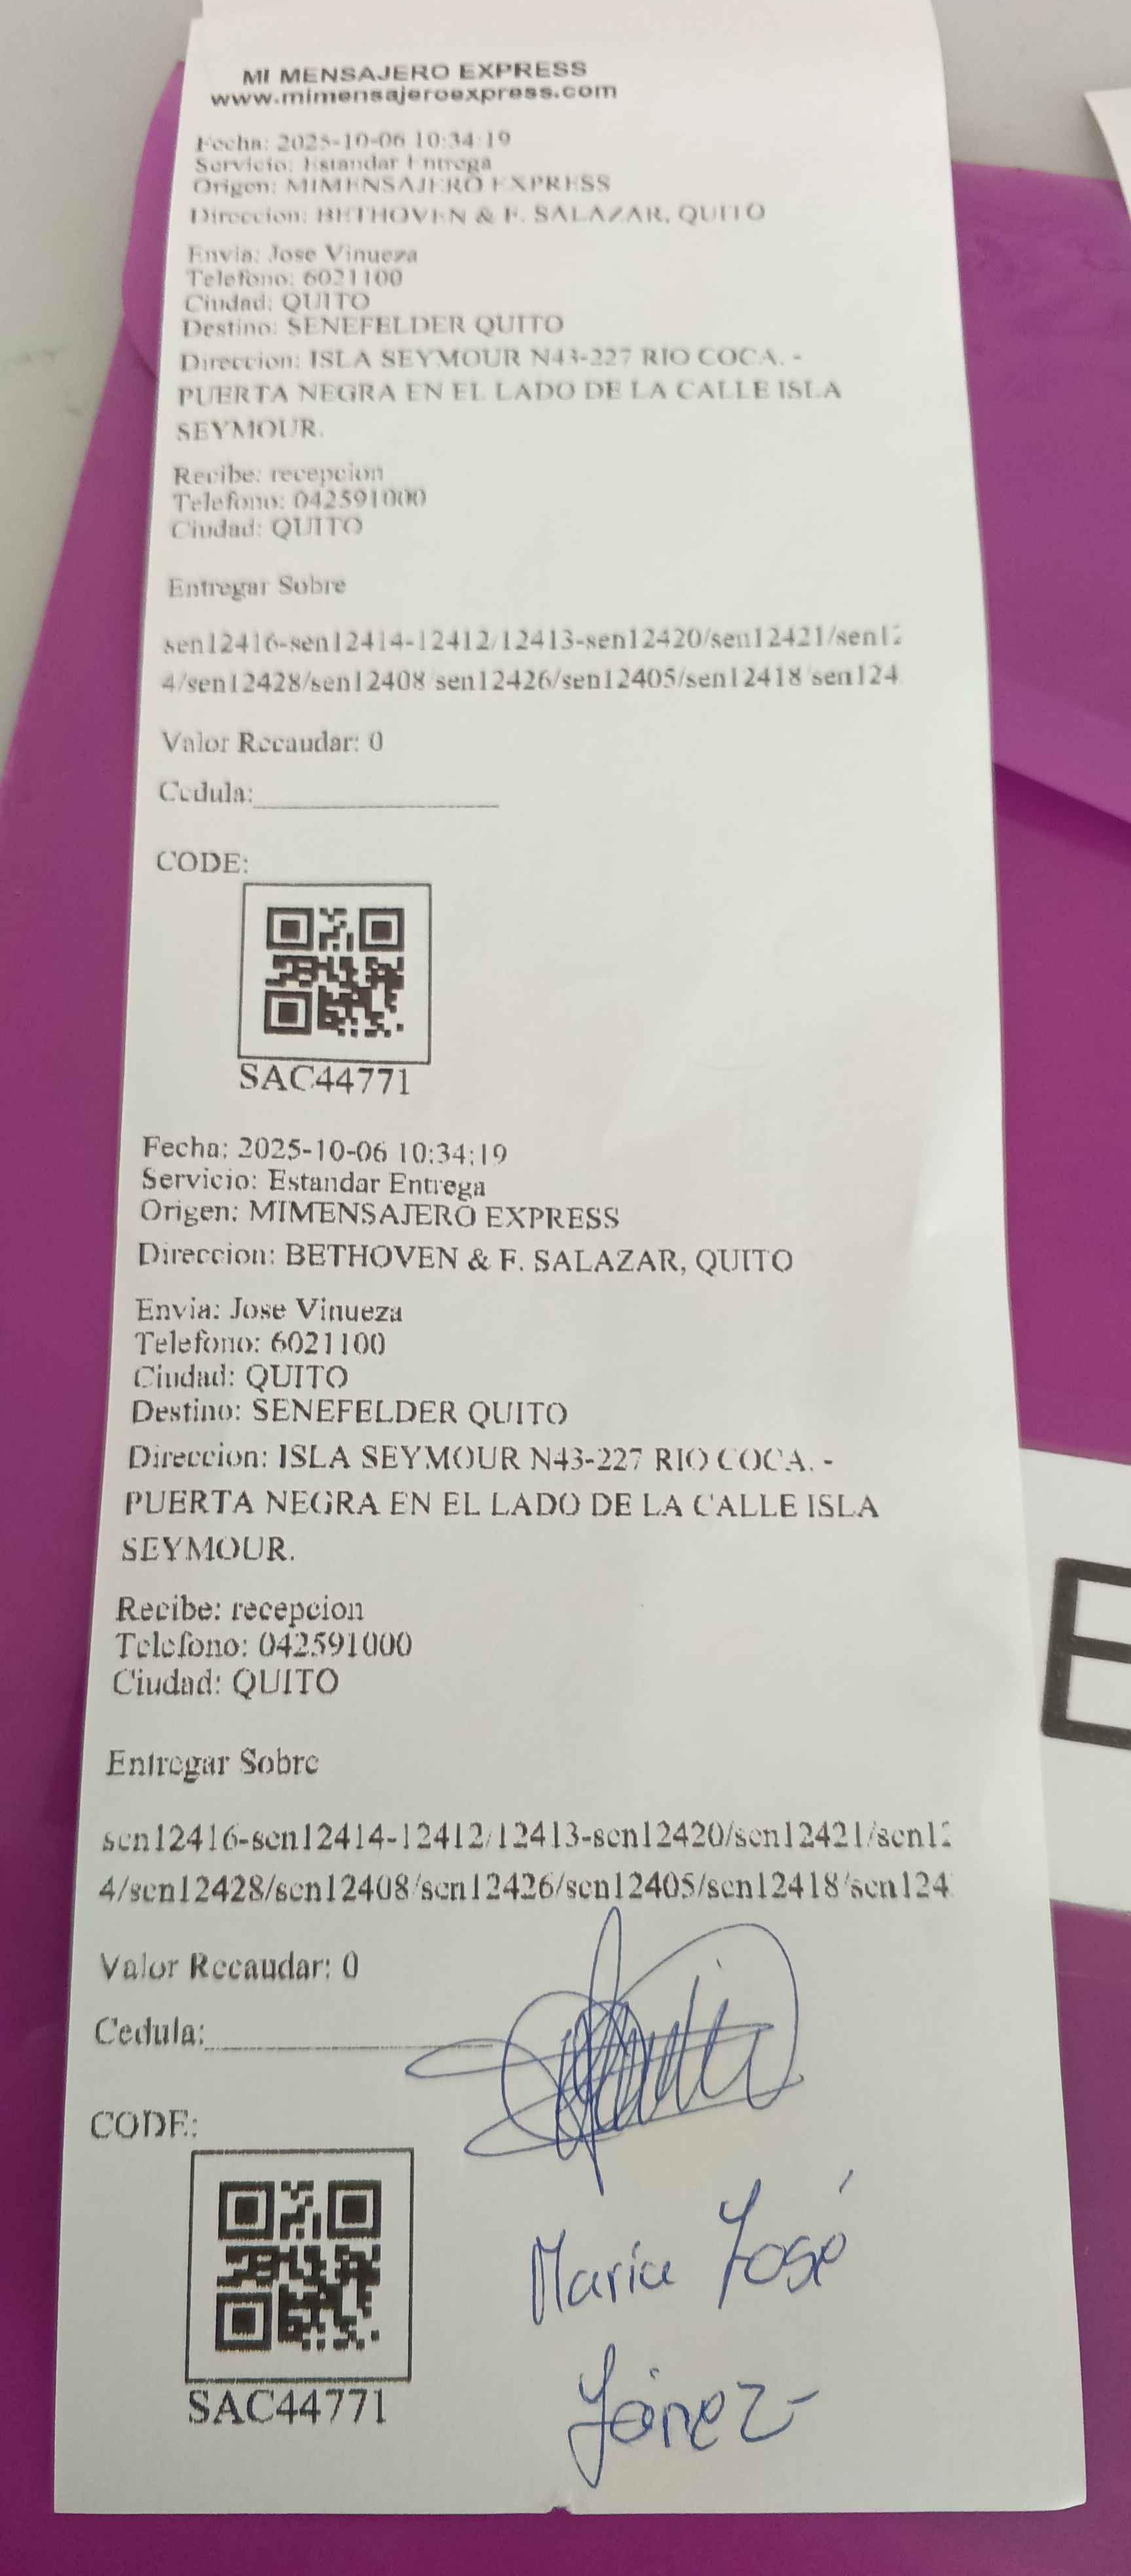 MI MENSAJERO EXPRESS
www.mimensajeroexpress.com
Fecha: 2025-10-06 10:34:19
Servicio: Estandar Entrega
Origen: MIMENSAJERO EXPRESS
Direccion: BETHOVEN & F. SALAZAR, QUITO
Envia: Jose Vinueza
Telefono: 6021100
Ciudad: QUITO
Destino: SENEFELDER QUITO
Direccion: ISLA SEYMOUR N43-227 RIO COCA. -
PUERTA NEGRA EN EL LADO DE LA CALLE ISLA
SEYMOUR.
Recibe: recepcion
Telefono: 042591000
Ciudad: QUITO
Entregar Sobre
sen12416-sen12414-12412/12413-sen12420/sen12421/sen12
4/sen12428/sen12408/sen12426/sen12405/sen12418/sen124
Valor Recaudar: 0
Cedula:
CODE:
SAC44771
Fecha: 2025-10-06 10:34:19
Servicio: Estandar Entrega
Origen: MIMENSAJERO EXPRESS
Direccion: BETHOVEN & F. SALAZAR, QUITO
Envia: Jose Vinueza
Telefono: 6021100
Ciudad: QUITO
Destino: SENEFELDER QUITO
Direccion: ISLA SEYMOUR N43-227 RIO COCA. -
PUERTA NEGRA EN EL LADO DE LA CALLE ISLA
SEYMOUR.
Recibe: recepcion
Telefono: 042591000
Ciudad: QUITO
Entregar Sobre
sen12416-sen12414-12412/12413-sen12420/sen12421/sen12
4/sen12428/sen12408/sen12426/sen12405/sen12418/sen124
Valor Recaudar: 0
Cedula:
CODE:
SAC44771
María José
Yánez
E